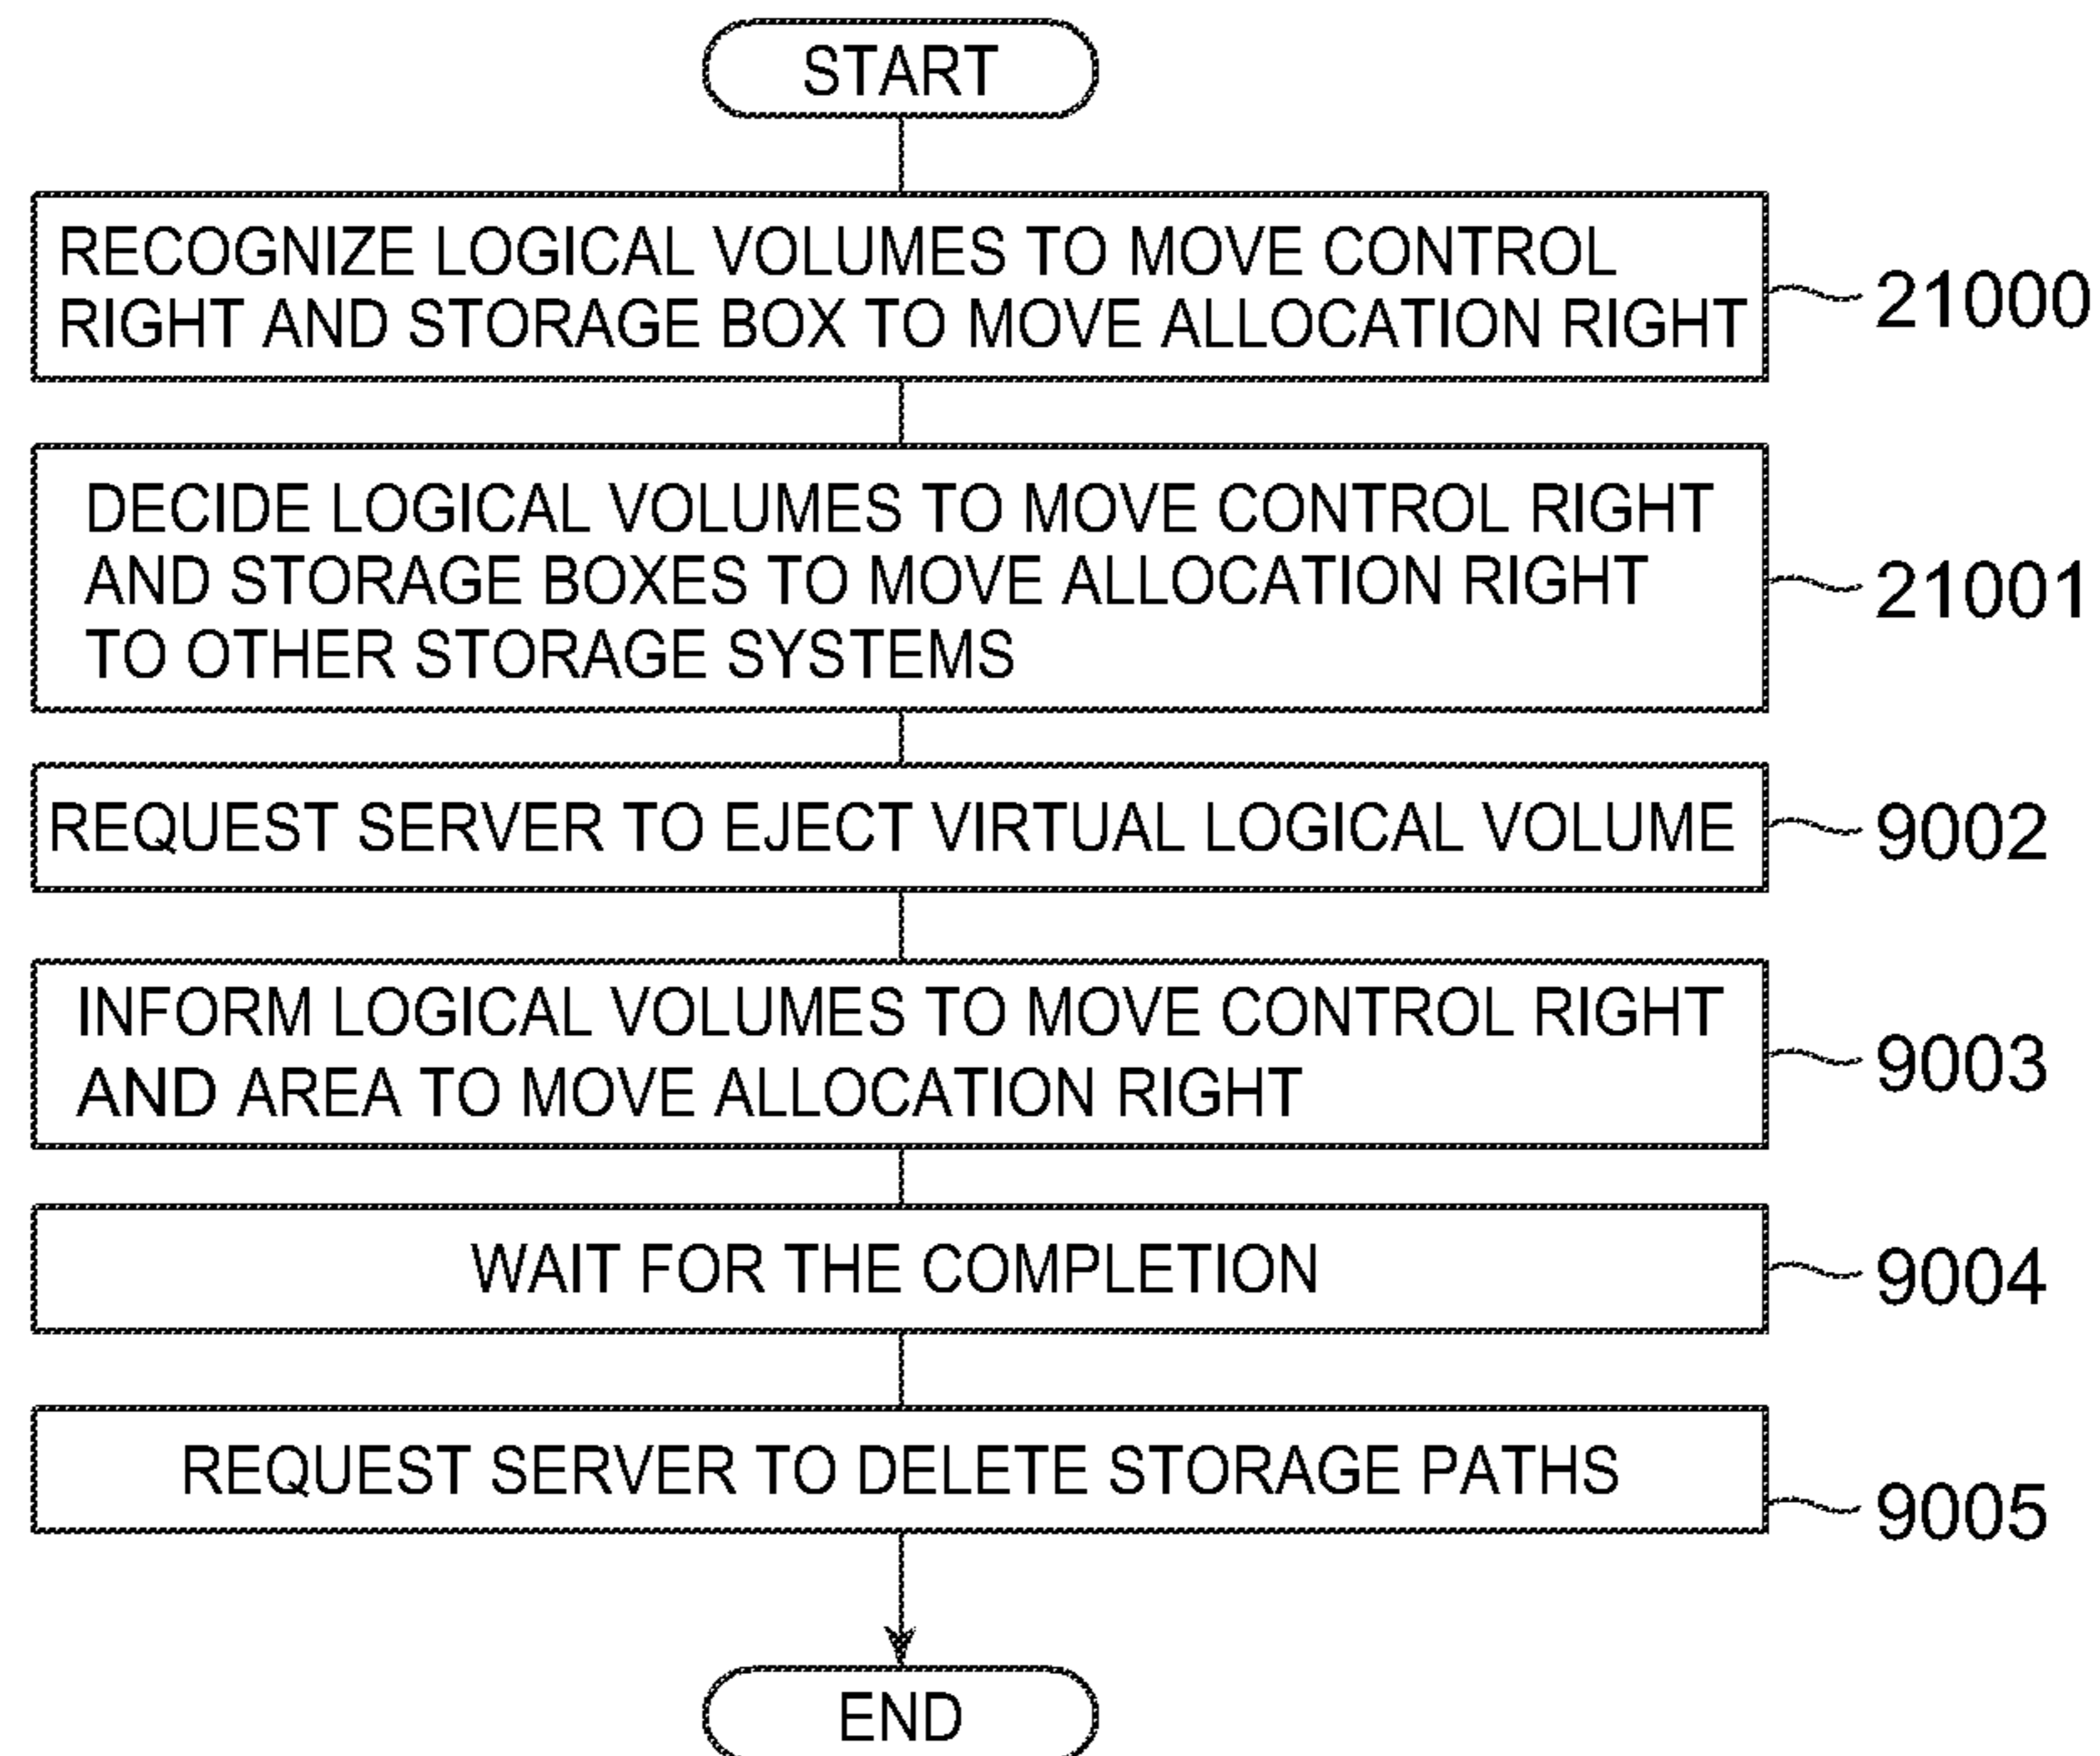 START
RECOGNIZE LOGICAL VOLUMES TO MOVE CONTROL
RIGHT AND STORAGE BOX TO MOVE ALLOCATION RIGHT
21000
DECIDE LOGICAL VOLUMES TO MOVE CONTROL RIGHT
AND STORAGE BOXES TO MOVE ALLOCATION RIGHT
TO OTHER STORAGE SYSTEMS
21001
REQUEST SERVER TO EJECT VIRTUAL LOGICAL VOLUME
9002
INFORM LOGICAL VOLUMES TO MOVE CONTROL RIGHT
AND AREA TO MOVE ALLOCATION RIGHT
9003
WAIT FOR THE COMPLETION
9004
REQUEST SERVER TO DELETE STORAGE PATHS
9005
END